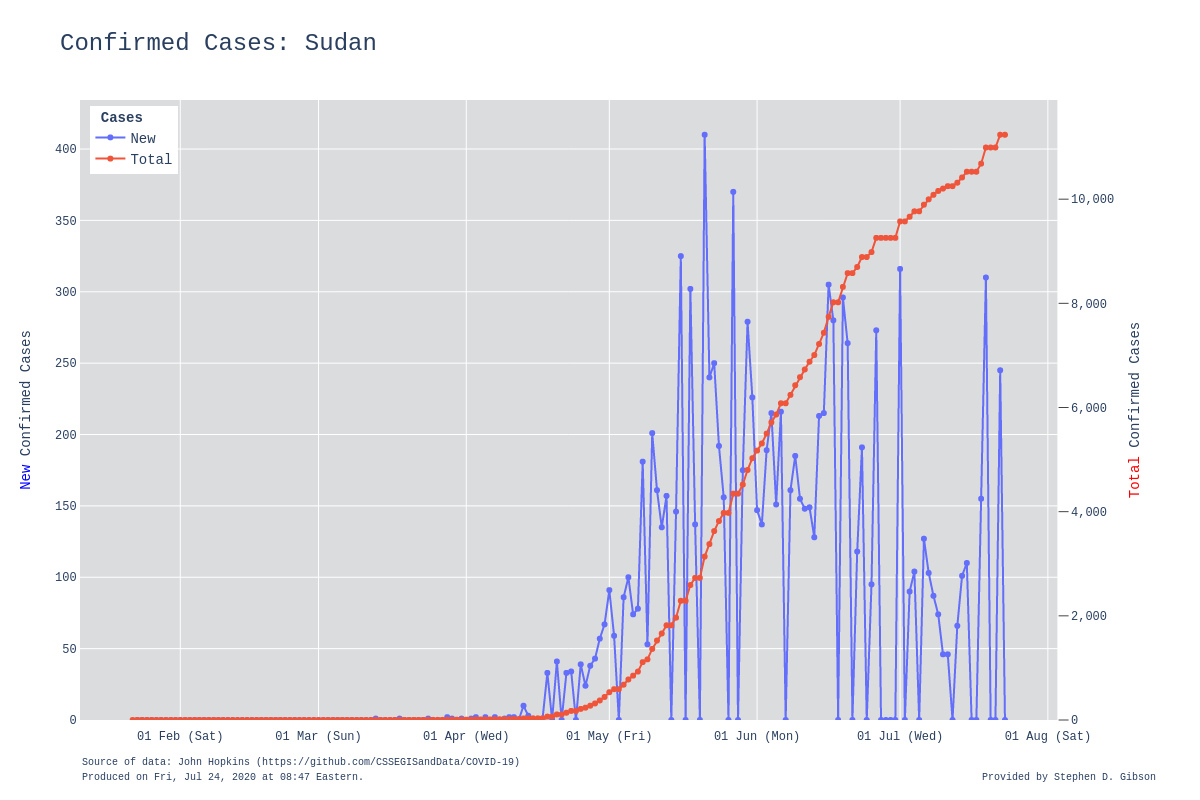 Confirmed Cases: Sudan
Cases
New
Total
400
350
300
250
200
150
100
50
0
10,000
8,000
6,000
4,000
2,000
0
New Confirmed Cases
Total Confirmed Cases
01 Feb (Sat)
01 Mar (Sun)
01 Apr (Wed)
01 May (Fri)
01 Jun (Mon)
01 Jul (Wed)
01 Aug (Sat)
Source of data: John Hopkins (https://github.com/CSSEGISandData/COVID-19)
Produced on Fri, Jul 24, 2020 at 08:47 Eastern.
Provided by Stephen D. Gibson